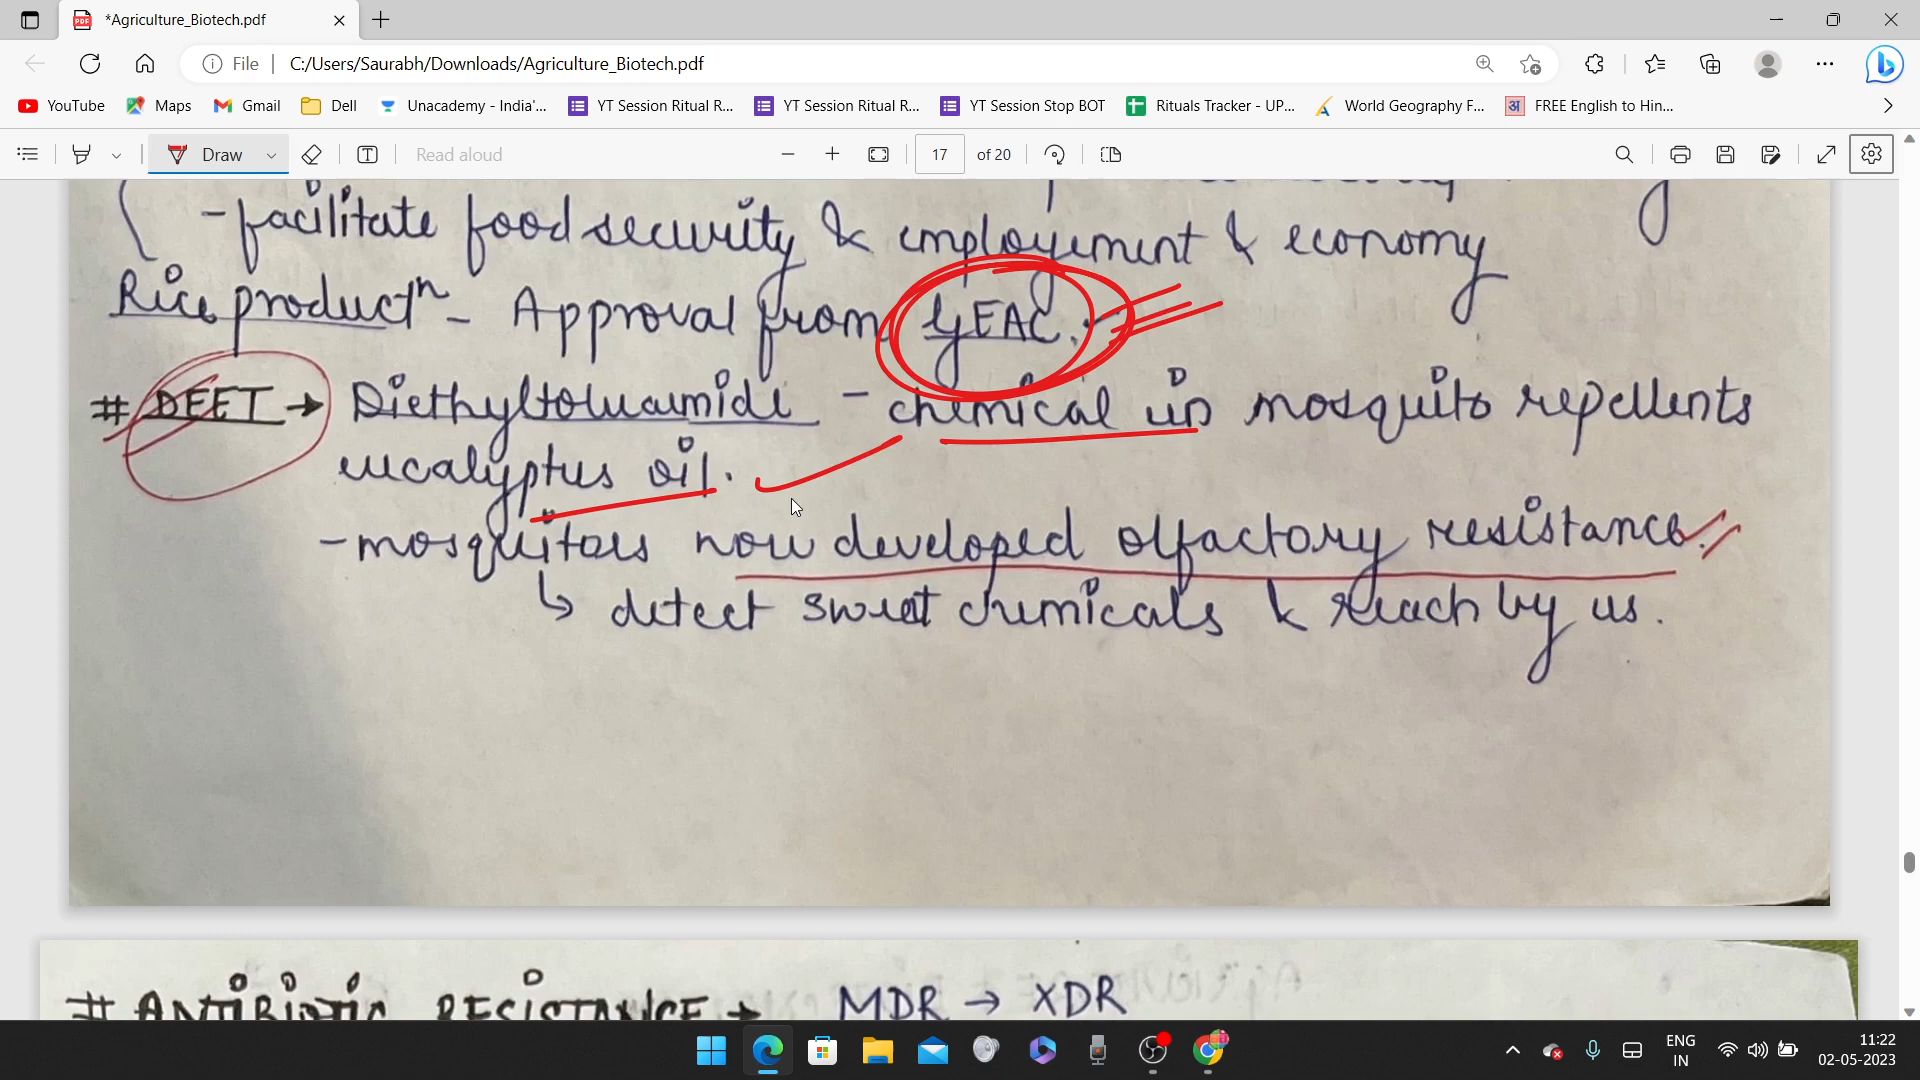 *Agriculture_Biotech.pdf
File C:/Users/Saurabh/Downloads/Agriculture_Biotech.pdf
YouTube Maps Gmail Dell Unacademy - India'... YT Session Ritual R... YT Session Ritual R... YT Session Stop BOT Rituals Tracker - UP... World Geography F... FREE English to Hin...
Draw Read aloud 17 of 20
- facilitate food security & employement & economy
Rice productⁿ - Approval from GEAC.
# DEET → Diethyltoluamide - chemical in mosquito repellents
eucalyptus oil.
- mosquitoes now developed olfactory resistance.
↳ detect sweat chemicals & reach by us.
# ANTIBIOTIC RESISTANCE → MDR → XDR
ENG
IN
11:22
02-05-2023